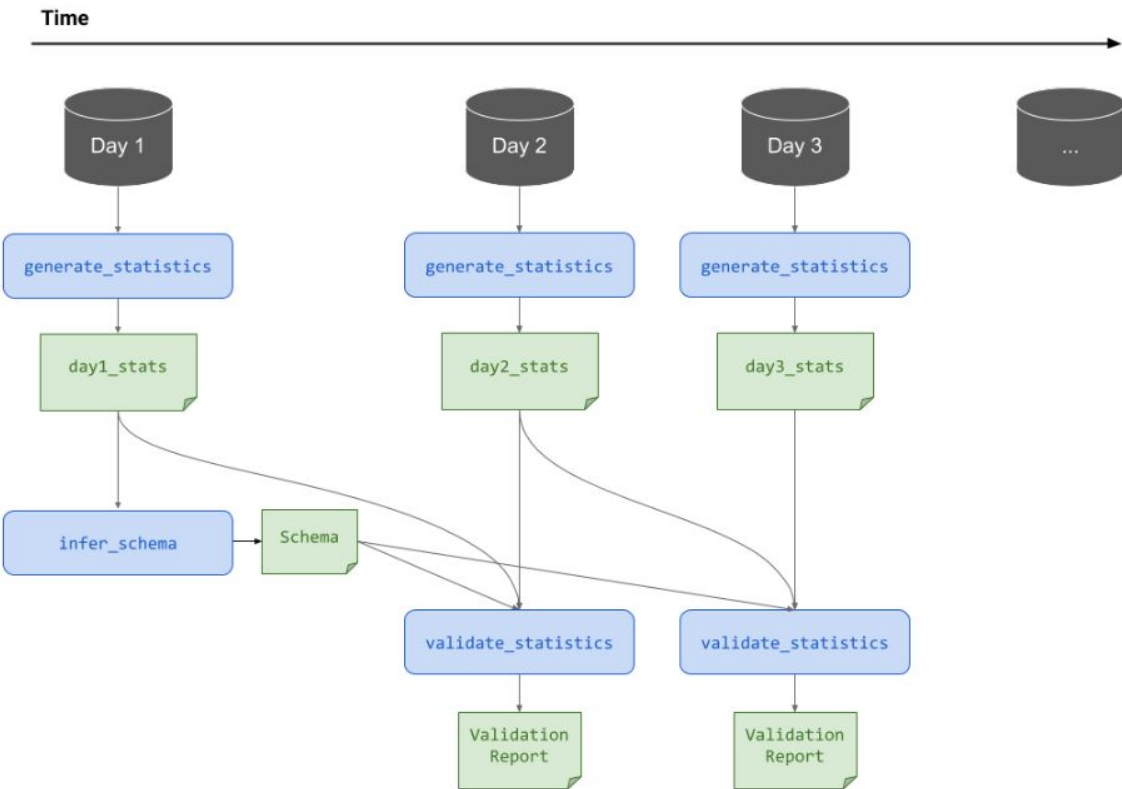 Time
Day 1
Day 2
Day 3
...
generate_statistics
generate_statistics
generate_statistics
day1_stats
day2_stats
day3_stats
infer_schema
Schema
validate_statistics
validate_statistics
Validation
Report
Validation
Report